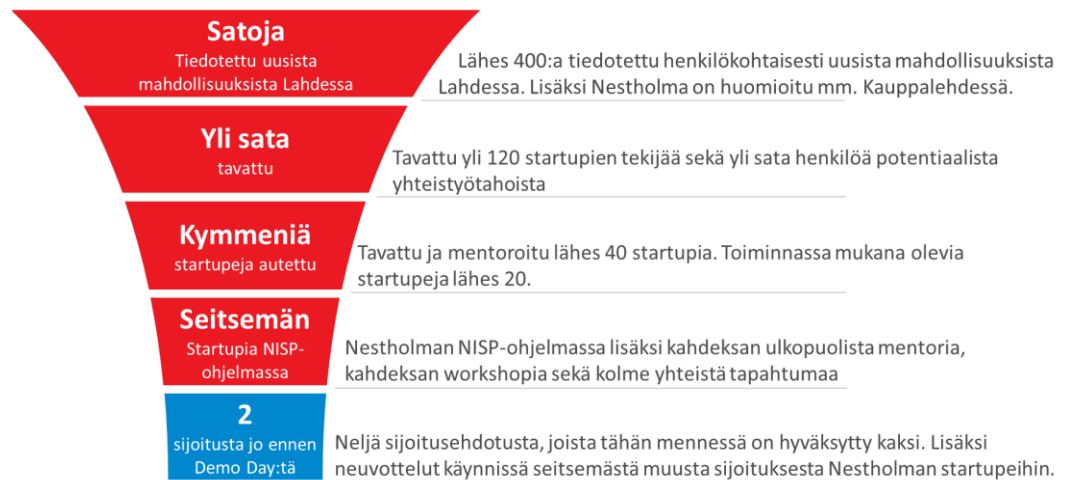 Satoja
Tiedotettu uusista
mahdollisuuksista Lahdessa
Lähes 400:a tiedotettu henkilökohtaisesti uusista mahdollisuuksista
Lahdessa. Lisäksi Nestholma on huomioitu mm. Kauppalehdessä.
Yli sata
tavattu
Tavattu yli 120 startupien tekijää sekä yli sata henkilöä potentiaalista
yhteistyötahoista
Kymmeniä
startupeja autettu
Tavattu ja mentoroitu lähes 40 startupia. Toiminnassa mukana olevia
startupeja lähes 20.
Seitsemän
Startupia NISP-
ohjelmassa
Nestholman NISP-ohjelmassa lisäksi kahdeksan ulkopuolista mentoria,
kahdeksan workshopia sekä kolme yhteistä tapahtumaa
2
sijoitusta jo ennen
Demo Day:tä
Neljä sijoitusehdotusta, joista tähän mennessä on hyväksytty kaksi. Lisäksi
neuvottelut käynnissä seitsemästä muusta sijoituksesta Nestholman startupeihin.